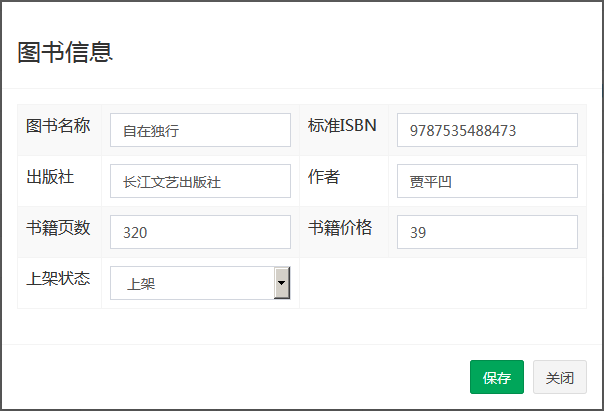 图书信息
图书名称 自在独行 标准ISBN 9787535488473
出版社 长江文艺出版社 作者 贾平凹
书籍页数 320 书籍价格 39
上架状态 上架
保存 关闭